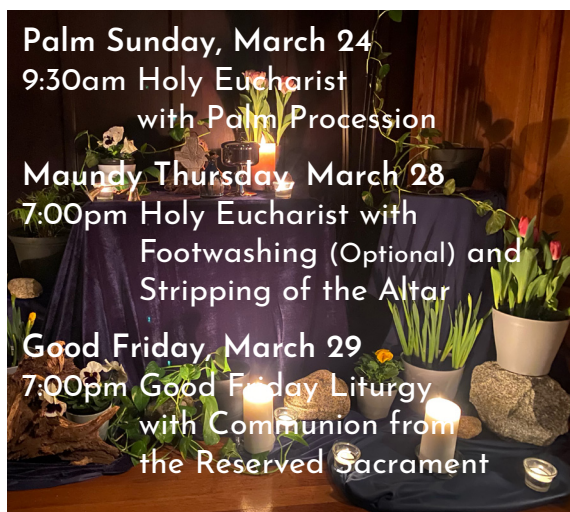 Palm Sunday, March 24
9:30am Holy Eucharist
with Palm Procession
Maundy Thursday, March 28
7:00pm Holy Eucharist with
Footwashing (Optional) and
Stripping of the Altar
Good Friday, March 29
7:00pm Good Friday Liturgy
with Communion from
the Reserved Sacrament